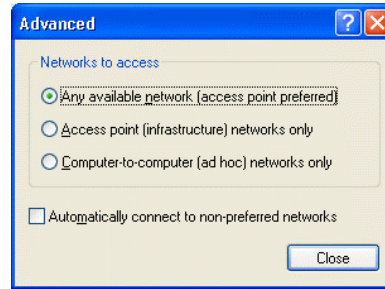 Advanced
Networks to access
Any available network (access point preferred)
Access point (infrastructure) networks only
Computer-to-computer (ad hoc) networks only
Automatically connect to non-preferred networks
Close